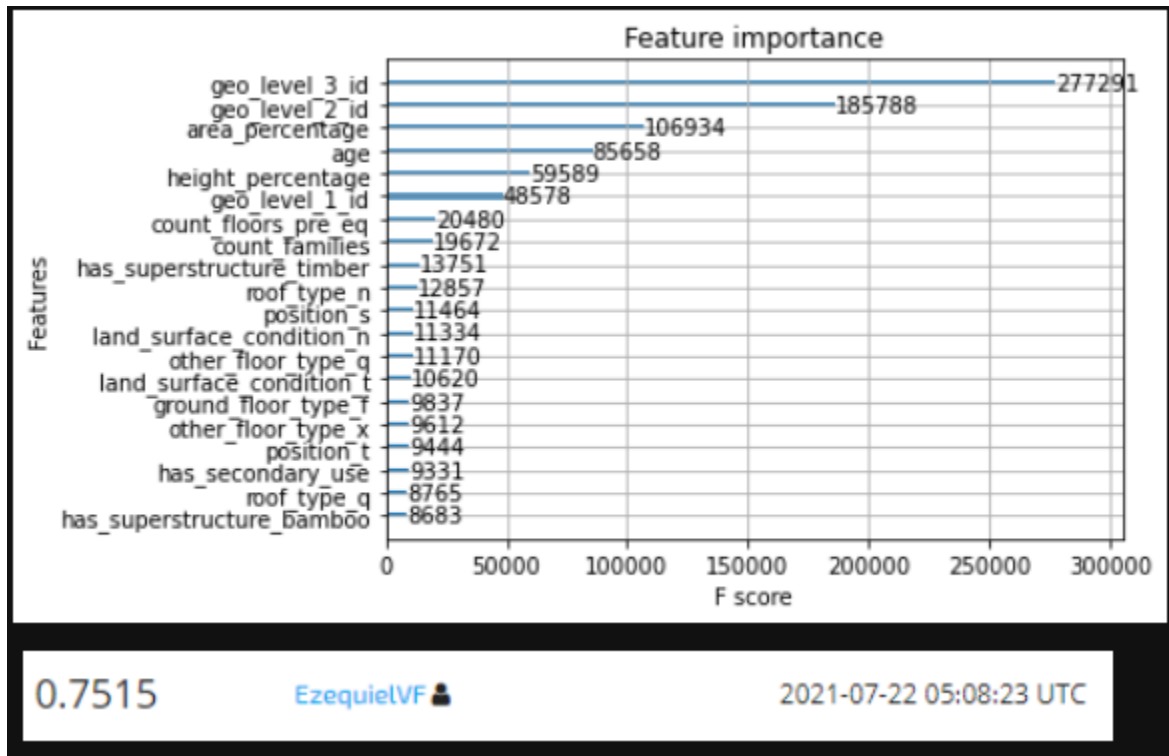 Feature importance
geo_level_3_id 277291
geo_level_2_id 185788
area_percentage 106934
age 85658
height_percentage 59589
geo_level_1_id 48578
count_floors_pre_eq 20480
count_families 19672
has_superstructure_timber 13751
roof_type_n 12857
position_s 11464
land_surface_condition_n 11334
other_floor_type_q 11170
land_surface_condition_t 10620
ground_floor_type_f 9837
other_floor_type_x 9612
position_t 9444
has_secondary_use 9331
roof_type_q 8765
has_superstructure_bamboo 8683
Features
0 50000 100000 150000 200000 250000 300000
F score
0.7515 EzequielVF 2021-07-22 05:08:23 UTC